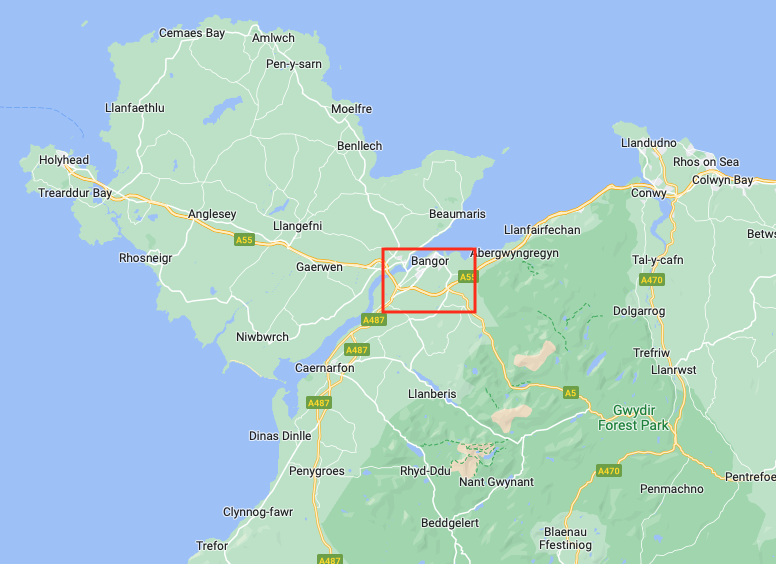 Cemaes Bay
Amlwch
Pen-y-sarn
Llanfaethlu
Moelfre
Llandudno
Benllech
Holyhead
Rhos on Sea
Colwyn Bay
Trearddur Bay
Conwy
Anglesey
Beaumaris
Llangefni
Llanfairfechan
Betws
A55
Abergwyngregyn
Rhosneigr
Bangor
Tal-y-cafn
Gaerwen
A55
A470
Dolgarrog
A487
Niwbwrch
A487
Trefriw
Caernarfon
Llanrwst
Llanberis
A5
A487
Gwydir
Forest Park
Dinas Dinlle
Penygroes
Rhyd-Ddu
A470
Nant Gwynant
Pentrefoe
Penmachno
Clynnog-fawr
Beddgelert
Blaenau
Ffestiniog
Trefor
A487